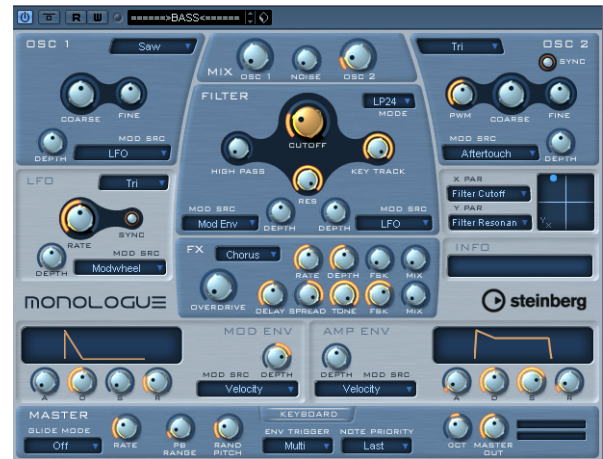 R W ======>BASS<======
OSC 1 Saw
COARSE FINE
MOD SRC
DEPTH LFO
MIX OSC 1 NOISE OSC 2
Tri OSC 2
SYNC
PWM COARSE FINE
MOD SRC
Aftertouch DEPTH
FILTER LP24
MODE
CUTOFF
HIGH PASS KEY TRACK
RES
MOD SRC MOD SRC
Mod Env DEPTH DEPTH LFO
LFO Tri
RATE SYNC
MOD SRC
DEPTH Modwheel
X PAR
Filter Cutoff
Y PAR
Filter Resonan
Y X
INFO
FX Chorus
RATE DEPTH FBK MIX
OVERDRIVE
DELAY SPREAD TONE FBK MIX
MONOLOGUE
steinberg
MOD ENV
DEPTH
MOD SRC
A D S R Velocity
AMP ENV
DEPTH
MOD SRC
Velocity A D S R
MASTER KEYBOARD
GLIDE MODE ENV TRIGGER NOTE PRIORITY
Off RATE PB RANGE RAND PITCH Multi Last OCT MASTER OUT